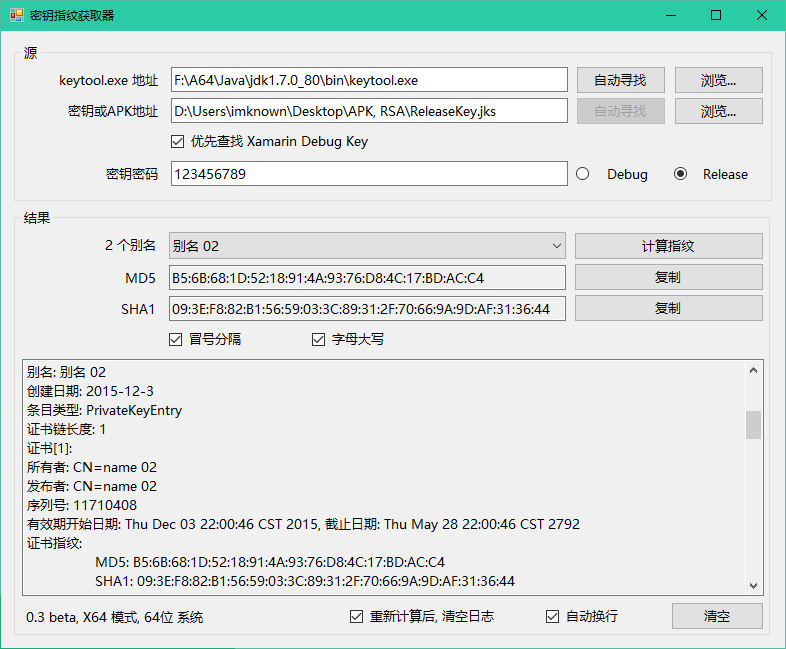 密钥指纹获取器
源
keytool.exe 地址 F:\A64\Java\jdk1.7.0_80\bin\keytool.exe 自动寻找 浏览...
密钥或APK地址 D:\Users\imknown\Desktop\APK, RSA\ReleaseKey.jks 自动寻找 浏览...
优先查找 Xamarin Debug Key
密钥密码 123456789 Debug Release
结果
2 个别名 别名 02 计算指纹
MD5 B5:6B:68:1D:52:18:91:4A:93:76:D8:4C:17:BD:AC:C4 复制
SHA1 09:3E:F8:82:B1:56:59:03:3C:89:31:2F:70:66:9A:9D:AF:31:36:44 复制
冒号分隔 字母大写
别名: 别名 02
创建日期: 2015-12-3
条目类型: PrivateKeyEntry
证书链长度: 1
证书[1]:
所有者: CN=name 02
发布者: CN=name 02
序列号: 11710408
有效期开始日期: Thu Dec 03 22:00:46 CST 2015, 截止日期: Thu May 28 22:00:46 CST 2792
证书指纹:
MD5: B5:6B:68:1D:52:18:91:4A:93:76:D8:4C:17:BD:AC:C4
SHA1: 09:3E:F8:82:B1:56:59:03:3C:89:31:2F:70:66:9A:9D:AF:31:36:44
0.3 beta, X64 模式, 64位 系统 重新计算后, 清空日志 自动换行 清空